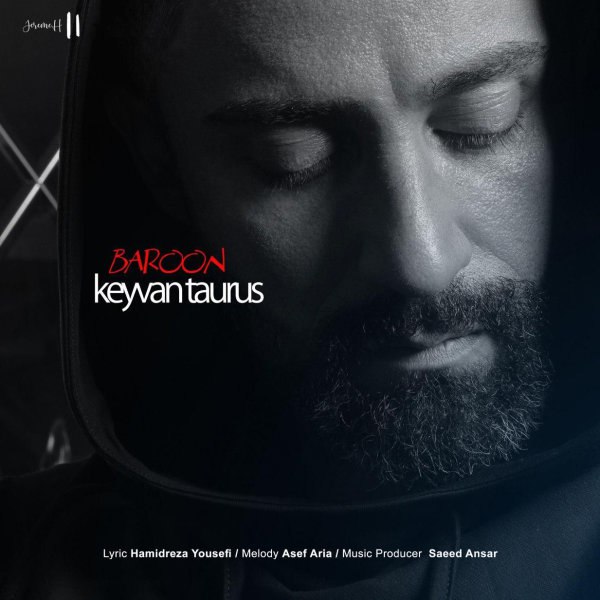 BAROON
keyvan taurus
Lyric Hamidreza Yousefi / Melody Asef Aria / Music Producer Saeed Ansar